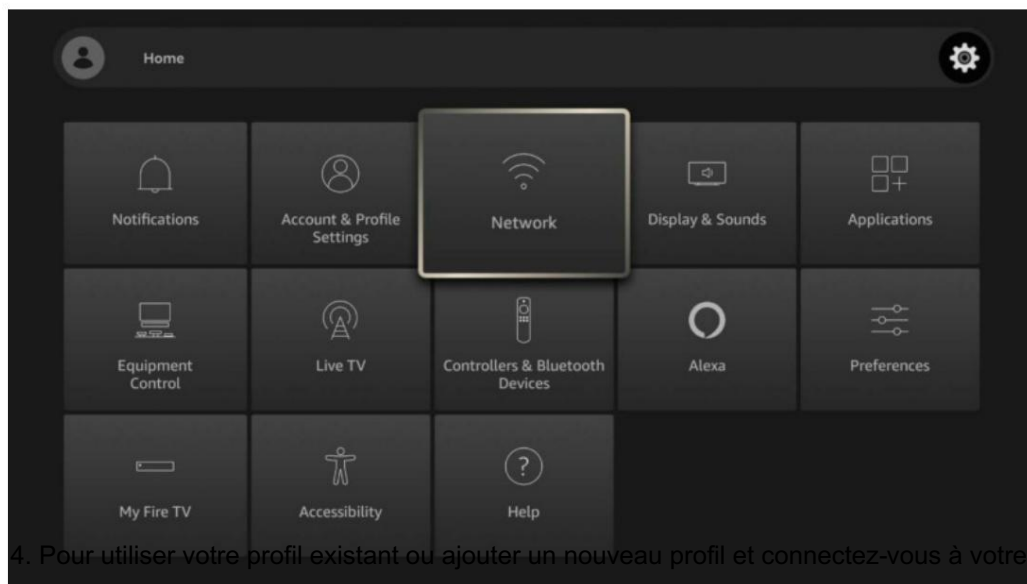 Home
Notifications
Account & Profile
Settings
Network
Display & Sounds
Applications
Equipment
Control
Live TV
Controllers & Bluetooth
Devices
Alexa
Preferences
My Fire TV
Accessibility
Help
4. Pour utiliser votre profil existant ou ajouter un nouveau profil et connectez-vous à votre